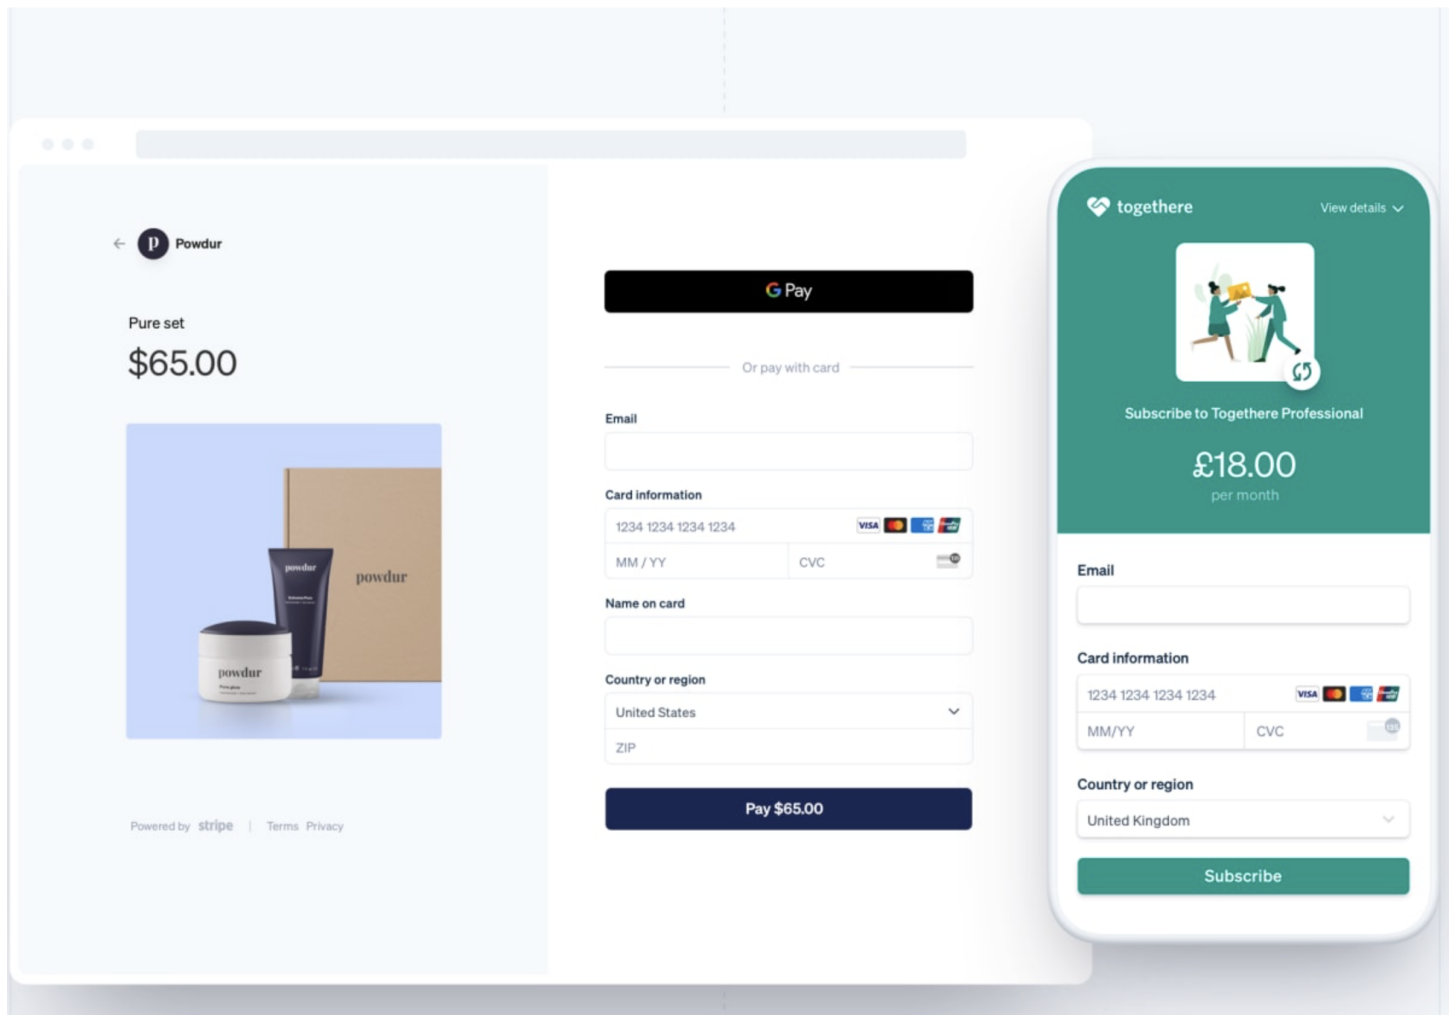 P Powdur
Pure set
$65.00
powdur
powdur
powdur
Powered by stripe | Terms Privacy
G Pay
Or pay with card
Email
Card information
1234 1234 1234 1234 VISA
MM / YY CVC
Name on card
Country or region
United States
ZIP
Pay $65.00
togethere View details
Subscribe to Togethere Professional
£18.00
per month
Email
Card information
1234 1234 1234 1234 VISA
MM/YY CVC
Country or region
United Kingdom
Subscribe